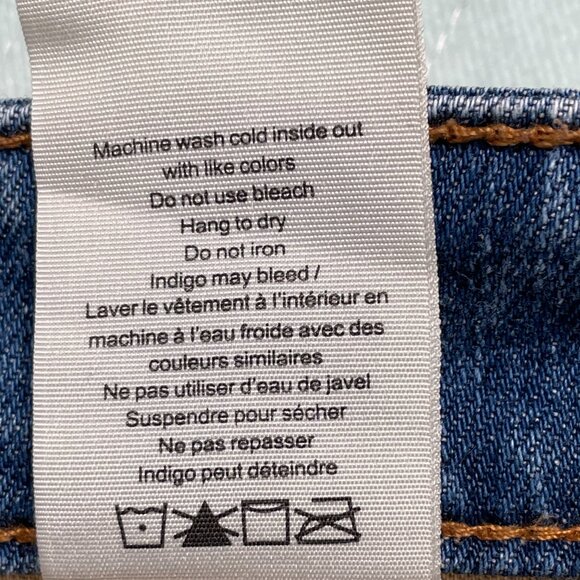 Machine wash cold inside out
with like colors
Do not use bleach
Hang to dry
Do not iron
Indigo may bleed /
Laver le vêtement à l'intérieur en
machine à l'eau froide avec des
couleurs similaires
Ne pas utiliser d'eau de javel
Suspendre pour sécher
Ne pas repasser
Indigo peut déteindre